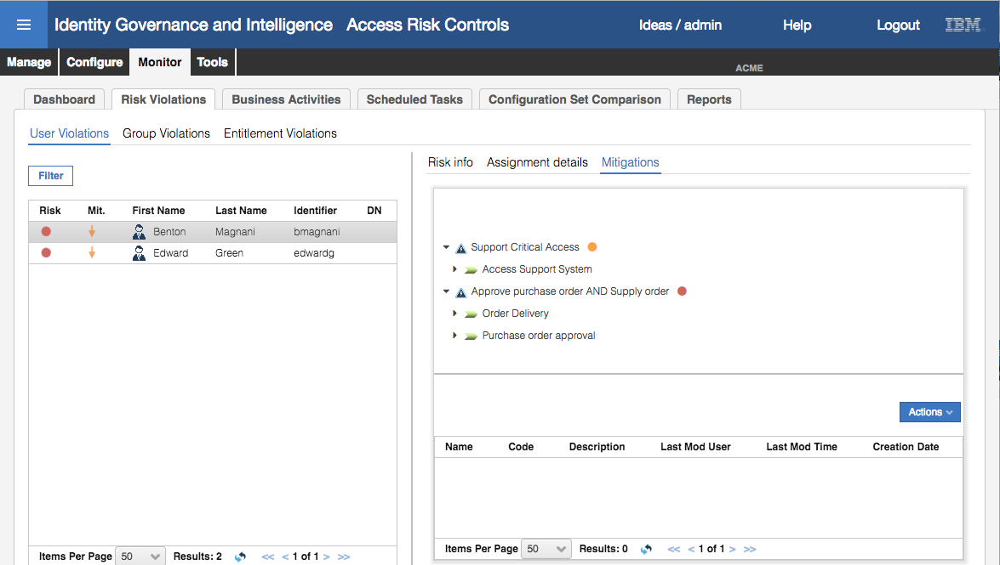 Identity Governance and Intelligence Access Risk Controls Ideas / admin Help Logout IBM
Manage Configure Monitor Tools ACME
Dashboard Risk Violations Business Activities Scheduled Tasks Configuration Set Comparison Reports
User Violations Group Violations Entitlement Violations
Filter
Risk Mit. First Name Last Name Identifier DN
Benton Magnani bmagnani
Edward Green edwardg
Items Per Page 50 Results: 2 << < 1 of 1 > >>
Risk info Assignment details Mitigations
Support Critical Access
Access Support System
Approve purchase order AND Supply order
Order Delivery
Purchase order approval
Actions
Name Code Description Last Mod User Last Mod Time Creation Date
Items Per Page 50 Results: 0 << < 1 of 1 > >>